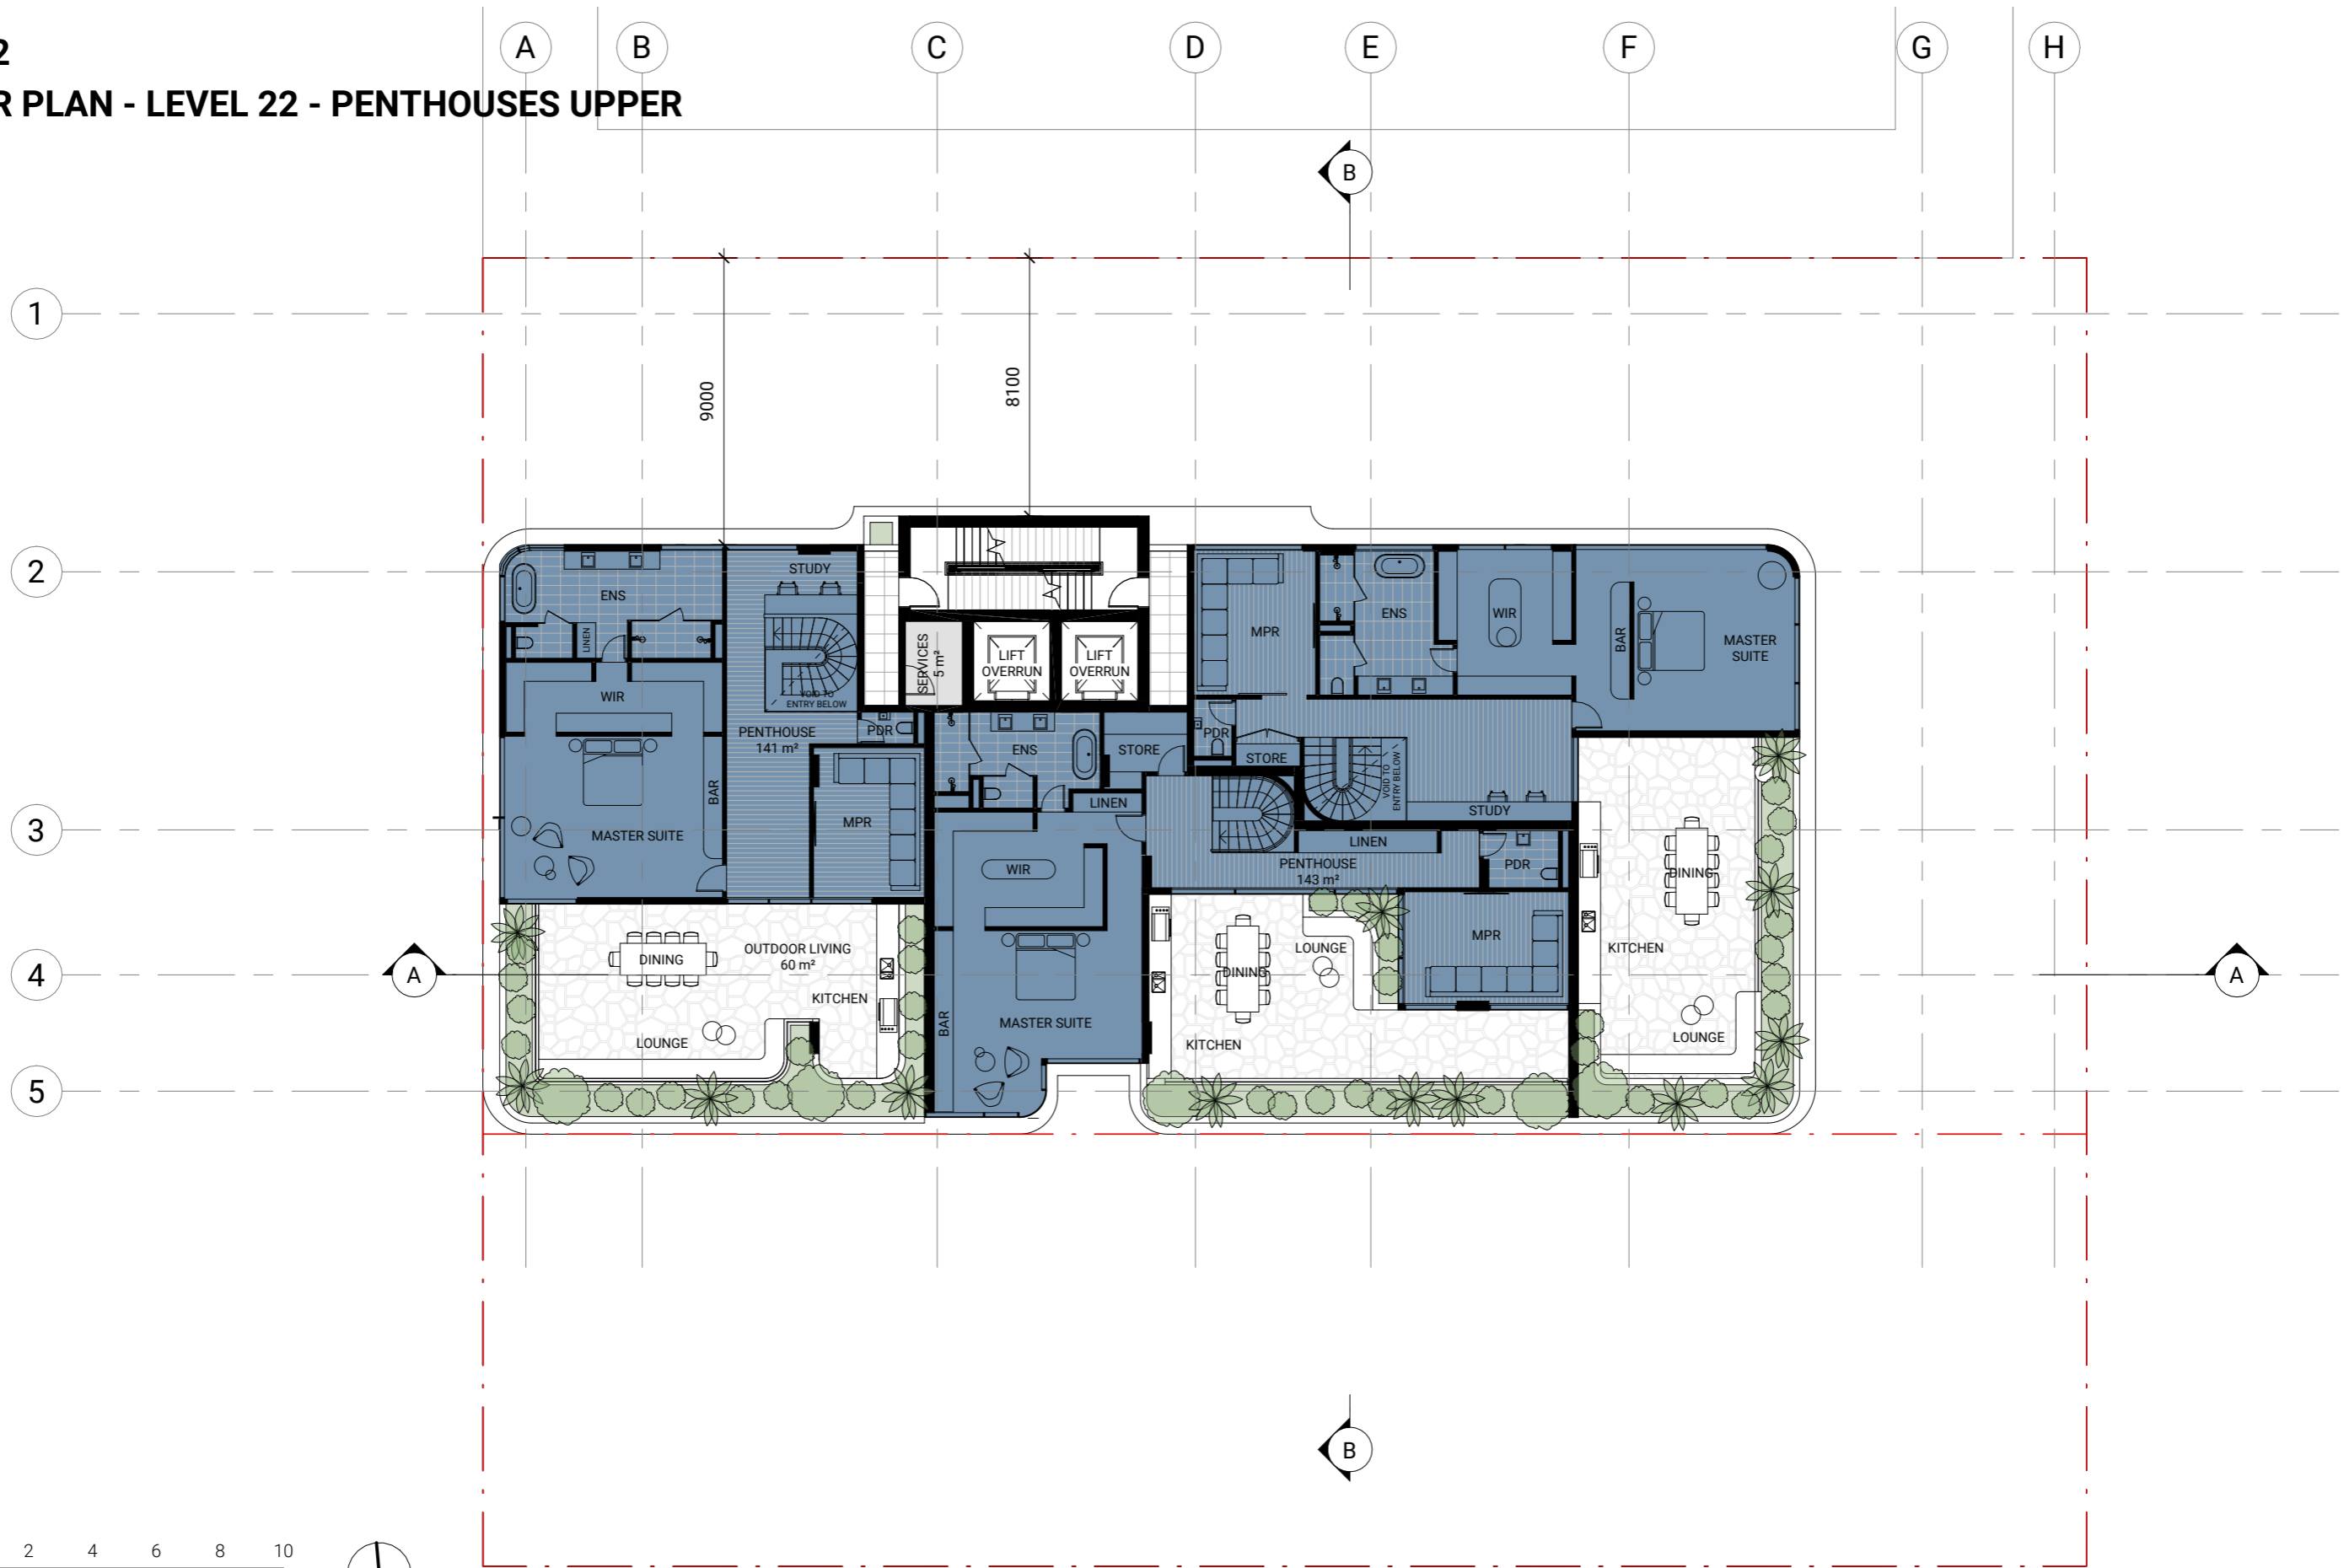 A B C D E F G H
2
R PLAN - LEVEL 22 - PENTHOUSES UPPER
B
1
9000
8100
2
STUDY
ENS
LINEN
WIR
VOID TO
ENTRY BELOW
PENTHOUSE
141 m²
PDR
BAR
MASTER SUITE
MPR
SERVICES
5 m²
LIFT
OVERRUN
LIFT
OVERRUN
ENS
STORE
LINEN
WIR
BAR
MASTER SUITE
MPR
ENS
WIR
BAR
MASTER
SUITE
PDR
STORE
VOID TO
ENTRY BELOW
STUDY
3
LINEN
PENTHOUSE
143 m²
PDR
MPR
DINING
KITCHEN
LOUNGE
4
A
DINING
OUTDOOR LIVING
60 m²
KITCHEN
LOUNGE
DINING
LOUNGE
KITCHEN
A
5
B
2 4 6 8 10